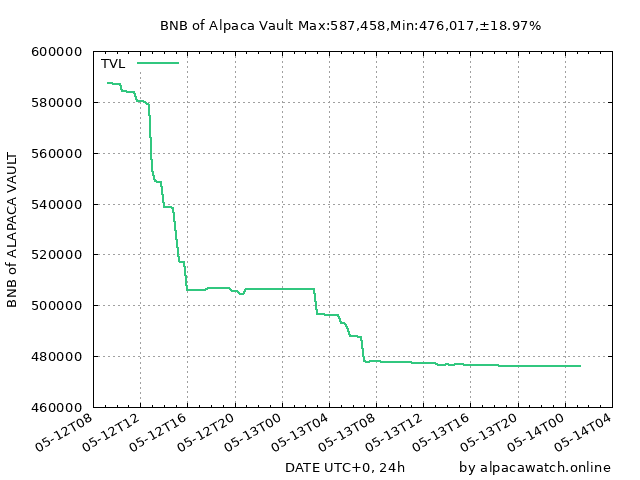 BNB of Alpaca Vault Max:587,458,Min:476,017,±18.97%
TVL
BNB of ALAPACA VAULT
600000
580000
560000
540000
520000
500000
480000
460000
05-12T08
05-12T12
05-12T16
05-12T20
05-13T00
05-13T04
05-13T08
05-13T12
05-13T16
05-13T20
05-14T00
05-14T04
DATE UTC+0, 24h
by alpacawatch.online